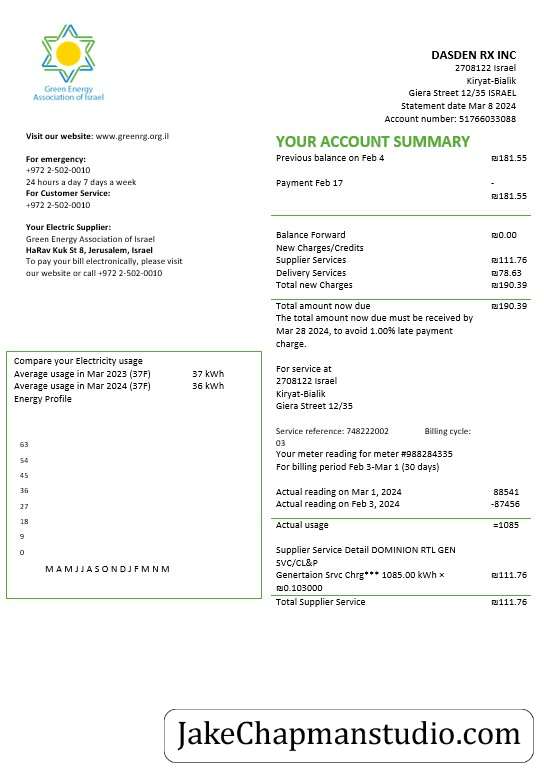 Green Energy
Association of Israel
DASDEN RX INC
2708122 Israel
Kiryat-Bialik
Giera Street 12/35 ISRAEL
Statement date Mar 8 2024
Account number: 51766033088
Visit our website: www.greenrg.org.il
For emergency:
+972 2-502-0010
24 hours a day 7 days a week
For Customer Service:
+972 2-502-0010
Your Electric Supplier:
Green Energy Association of Israel
HaRav Kuk St 8, Jerusalem, Israel
To pay your bill electronically, please visit
our website or call +972 2-502-0010
YOUR ACCOUNT SUMMARY
Previous balance on Feb 4 ₪181.55
Payment Feb 17 -
₪181.55
Balance Forward ₪0.00
New Charges/Credits
Supplier Services ₪111.76
Delivery Services ₪78.63
Total new Charges ₪190.39
Total amount now due ₪190.39
The total amount now due must be received by
Mar 28 2024, to avoid 1.00% late payment
charge.
For service at
2708122 Israel
Kiryat-Bialik
Giera Street 12/35
Service reference: 748222002 Billing cycle:
03
Your meter reading for meter #988284335
For billing period Feb 3-Mar 1 (30 days)
Actual reading on Mar 1, 2024 88541
Actual reading on Feb 3, 2024 -87456
Actual usage =1085
Supplier Service Detail DOMINION RTL GEN
SVC/CL&P
Genertaion Srvc Chrg*** 1085.00 kWh ×
₪0.103000 ₪111.76
Total Supplier Service ₪111.76
Compare your Electricity usage
Average usage in Mar 2023 (37F) 37 kWh
Average usage in Mar 2024 (37F) 36 kWh
Energy Profile
63
54
45
36
27
18
9
0
M A M J J A S O N D J F M N M
JakeChapmanstudio.com